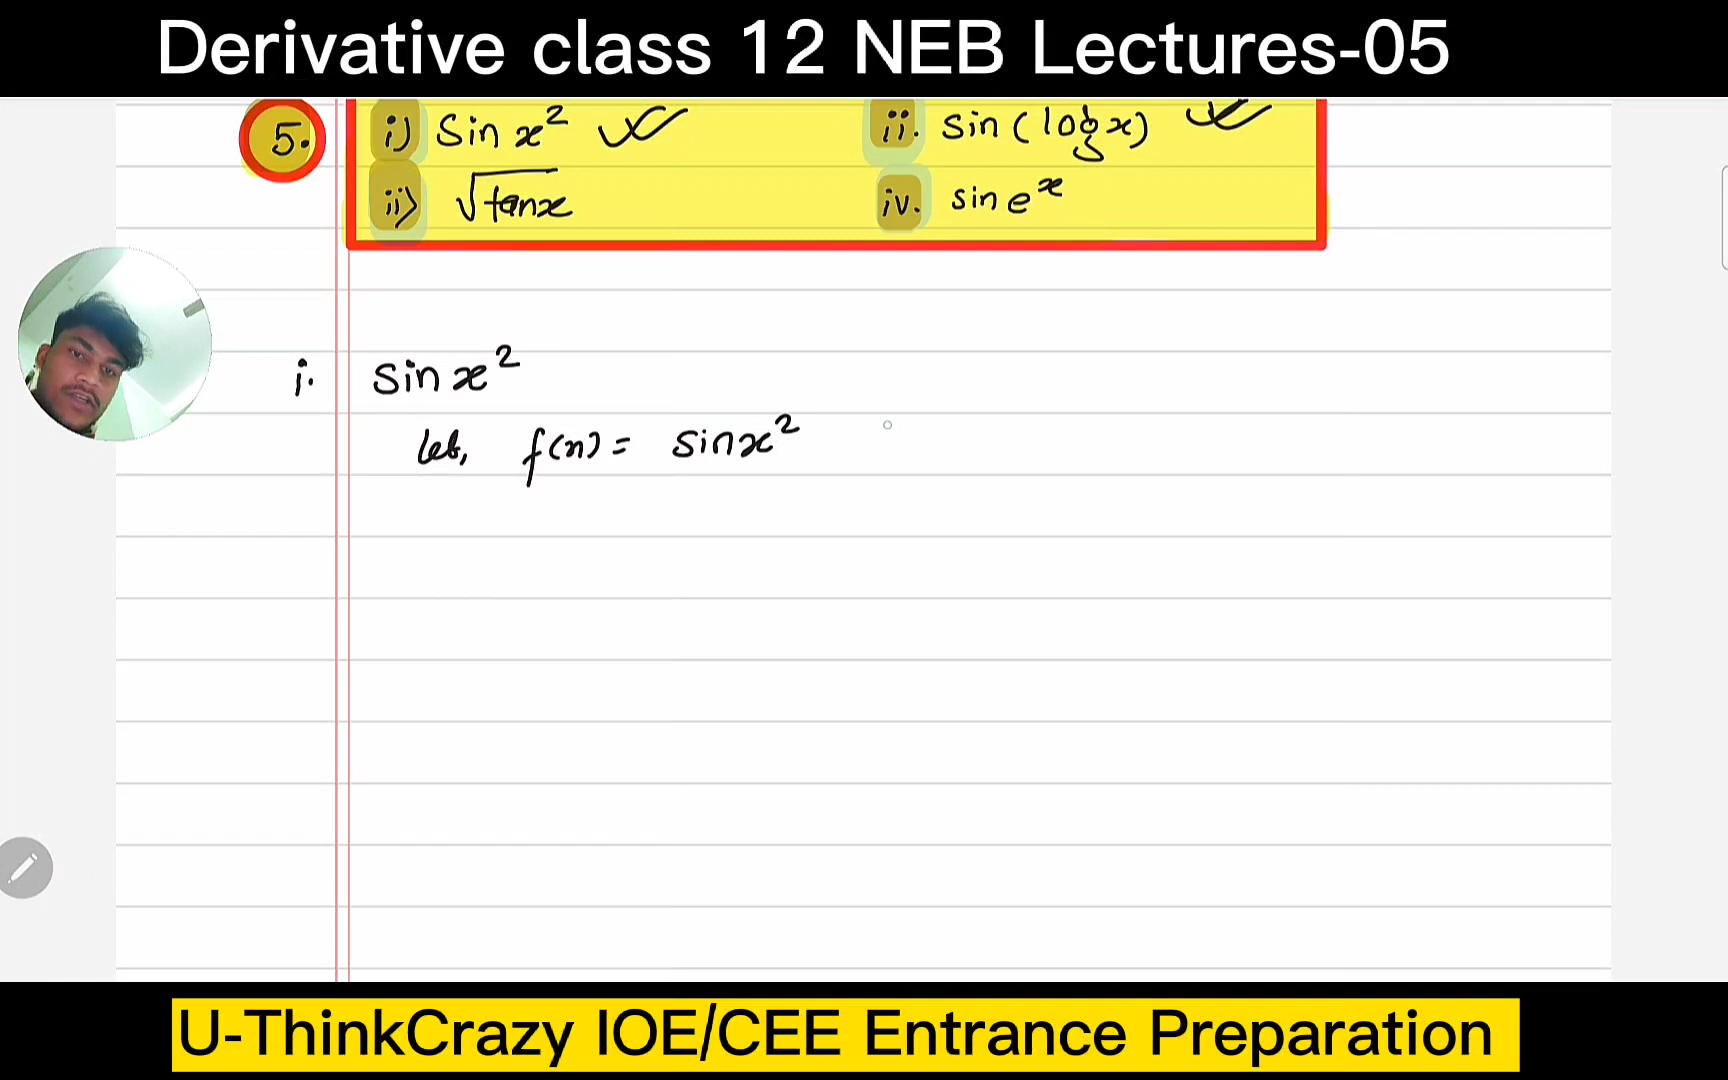 Derivative class 12 NEB Lectures-05
5. i) Sin x² ii. sin (log x)
ii) √tanx iv. sin eˣ
i. sin x²
let, f(x) = sinx²
U-ThinkCrazy IOE/CEE Entrance Preparation